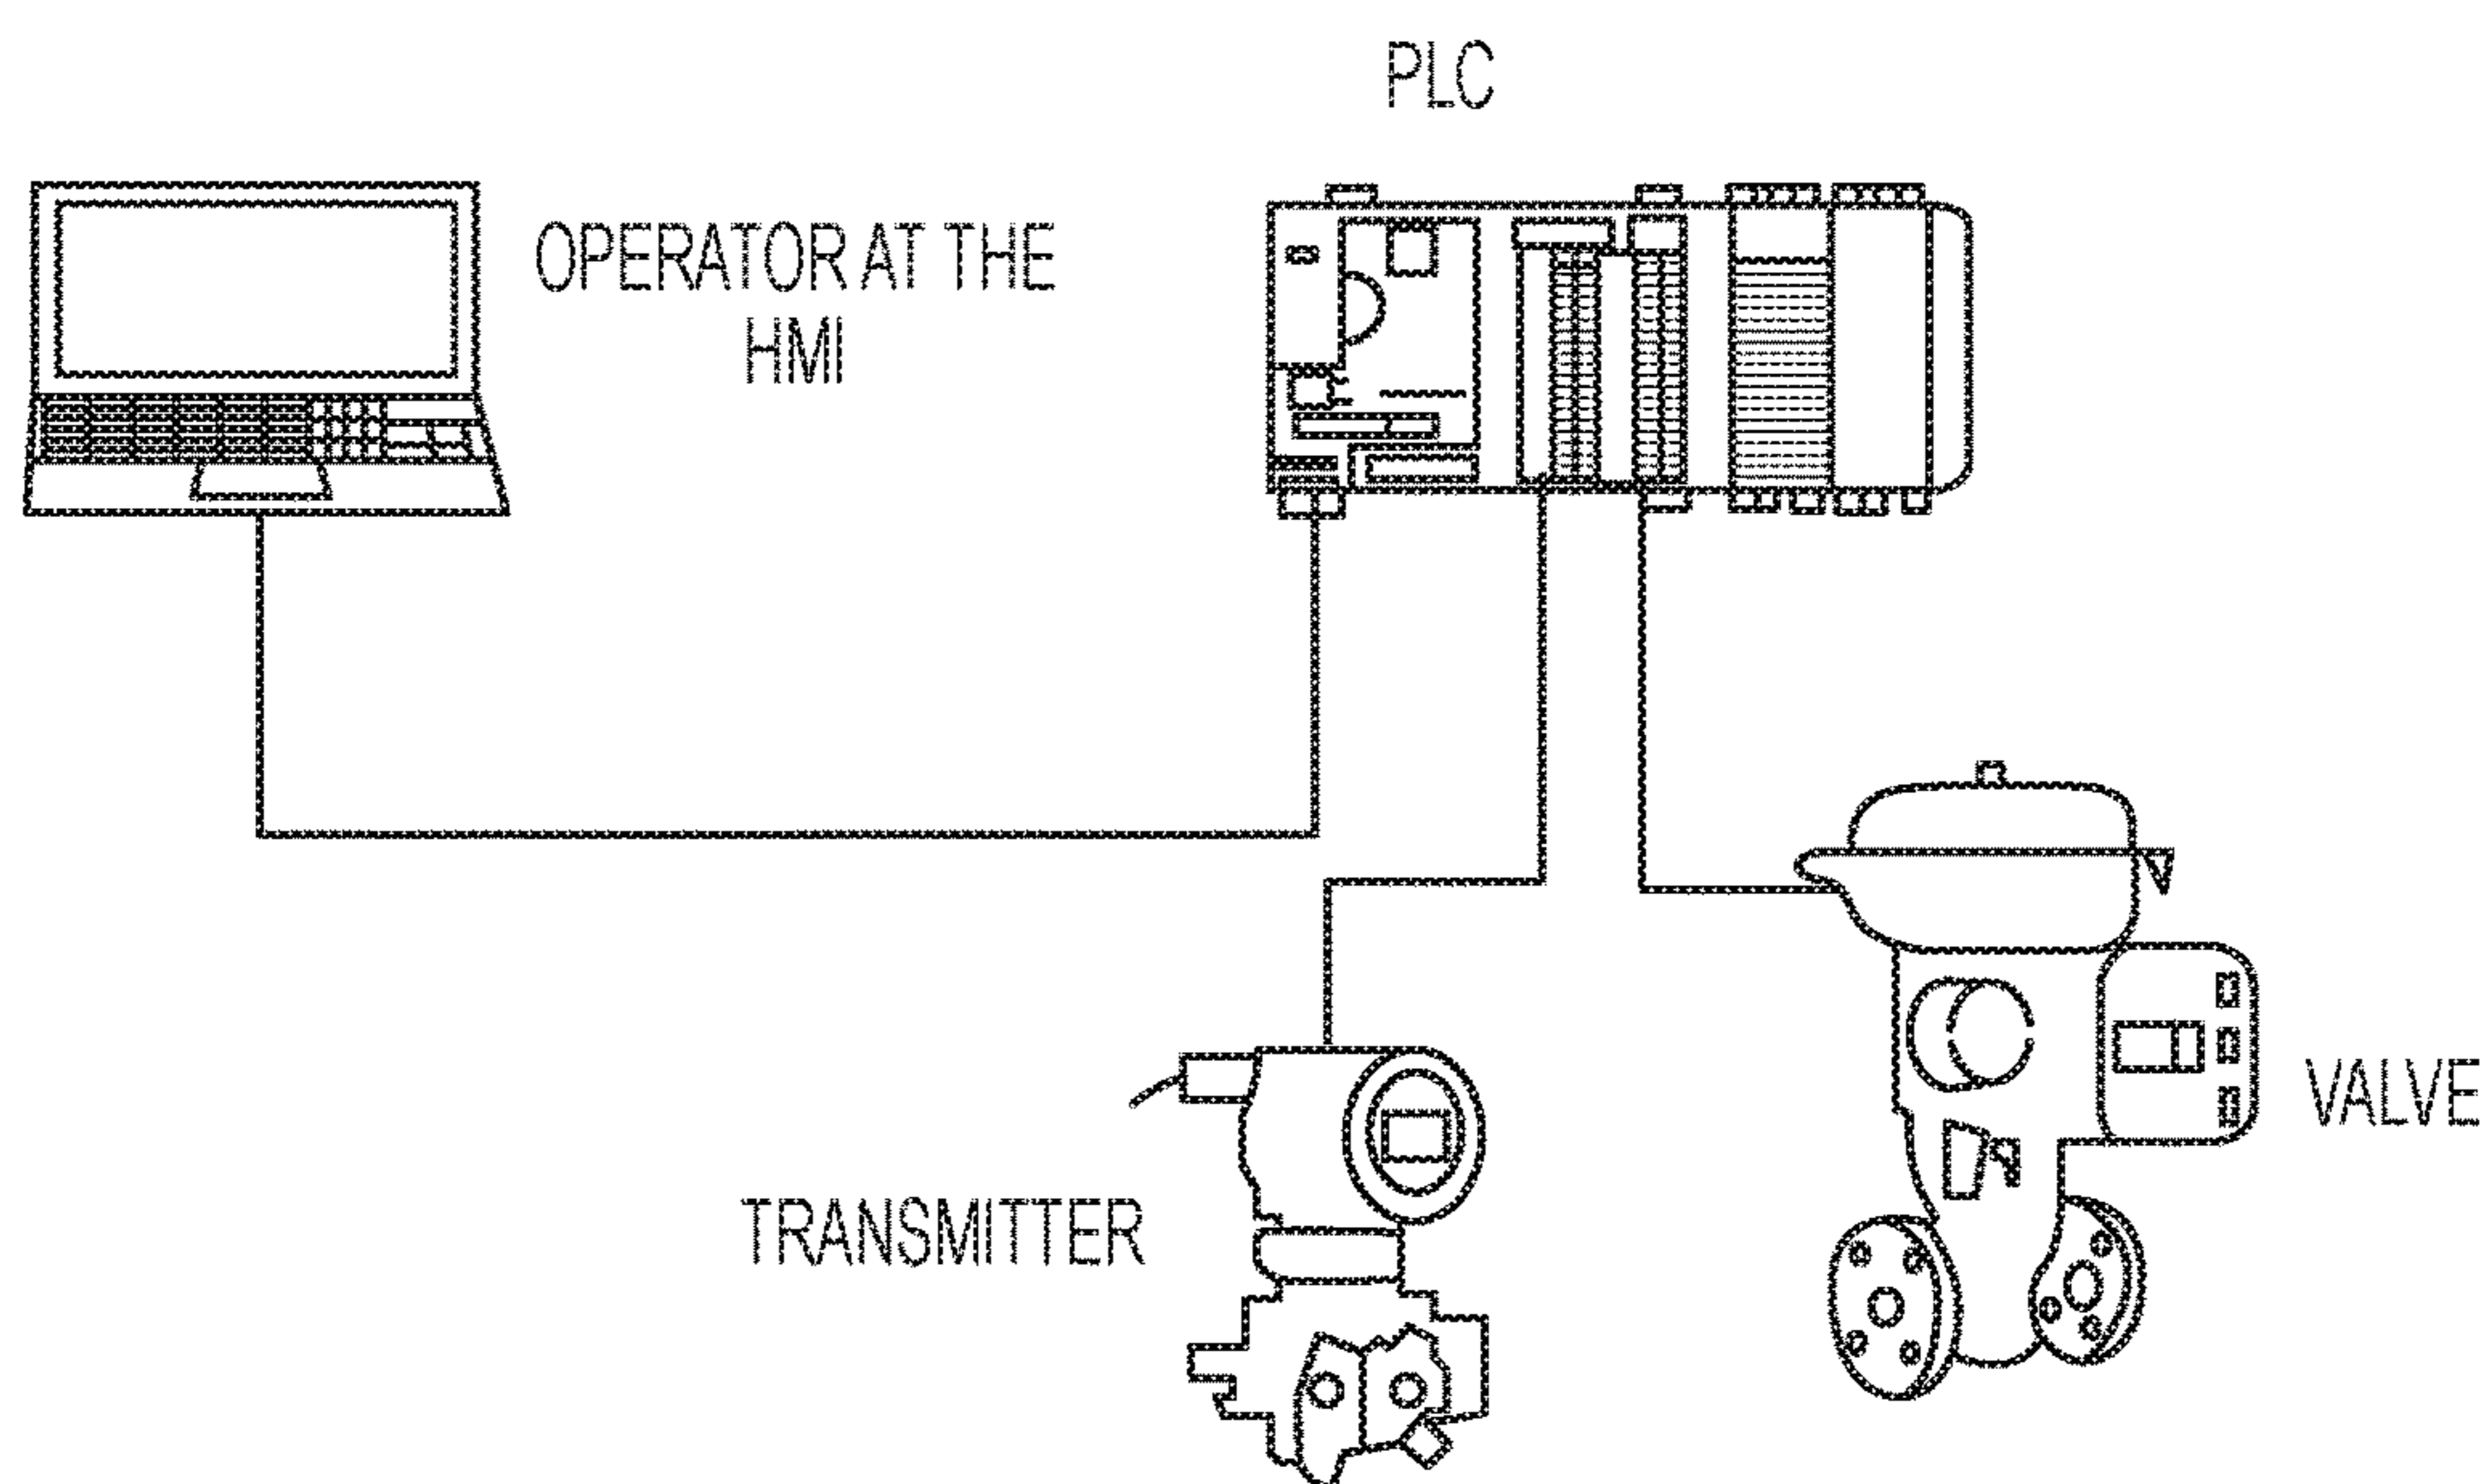 PLC
OPERATOR AT THE
HMI
VALVE
TRANSMITTER